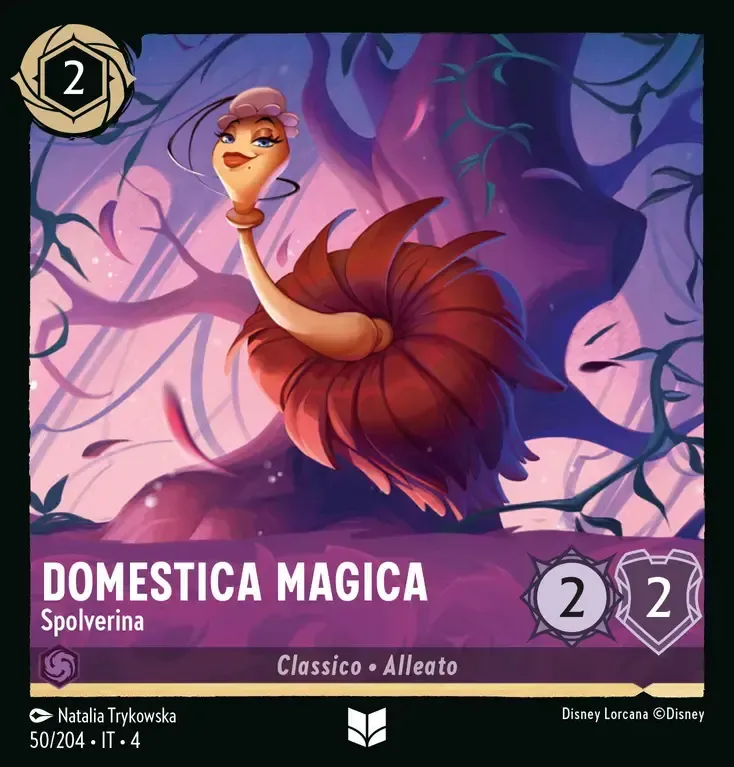 2
DOMESTICA MAGICA
Spolverina
2
2
Classico • Alleato
Natalia Trykowska
Disney Lorcana ©Disney
50/204 • IT • 4